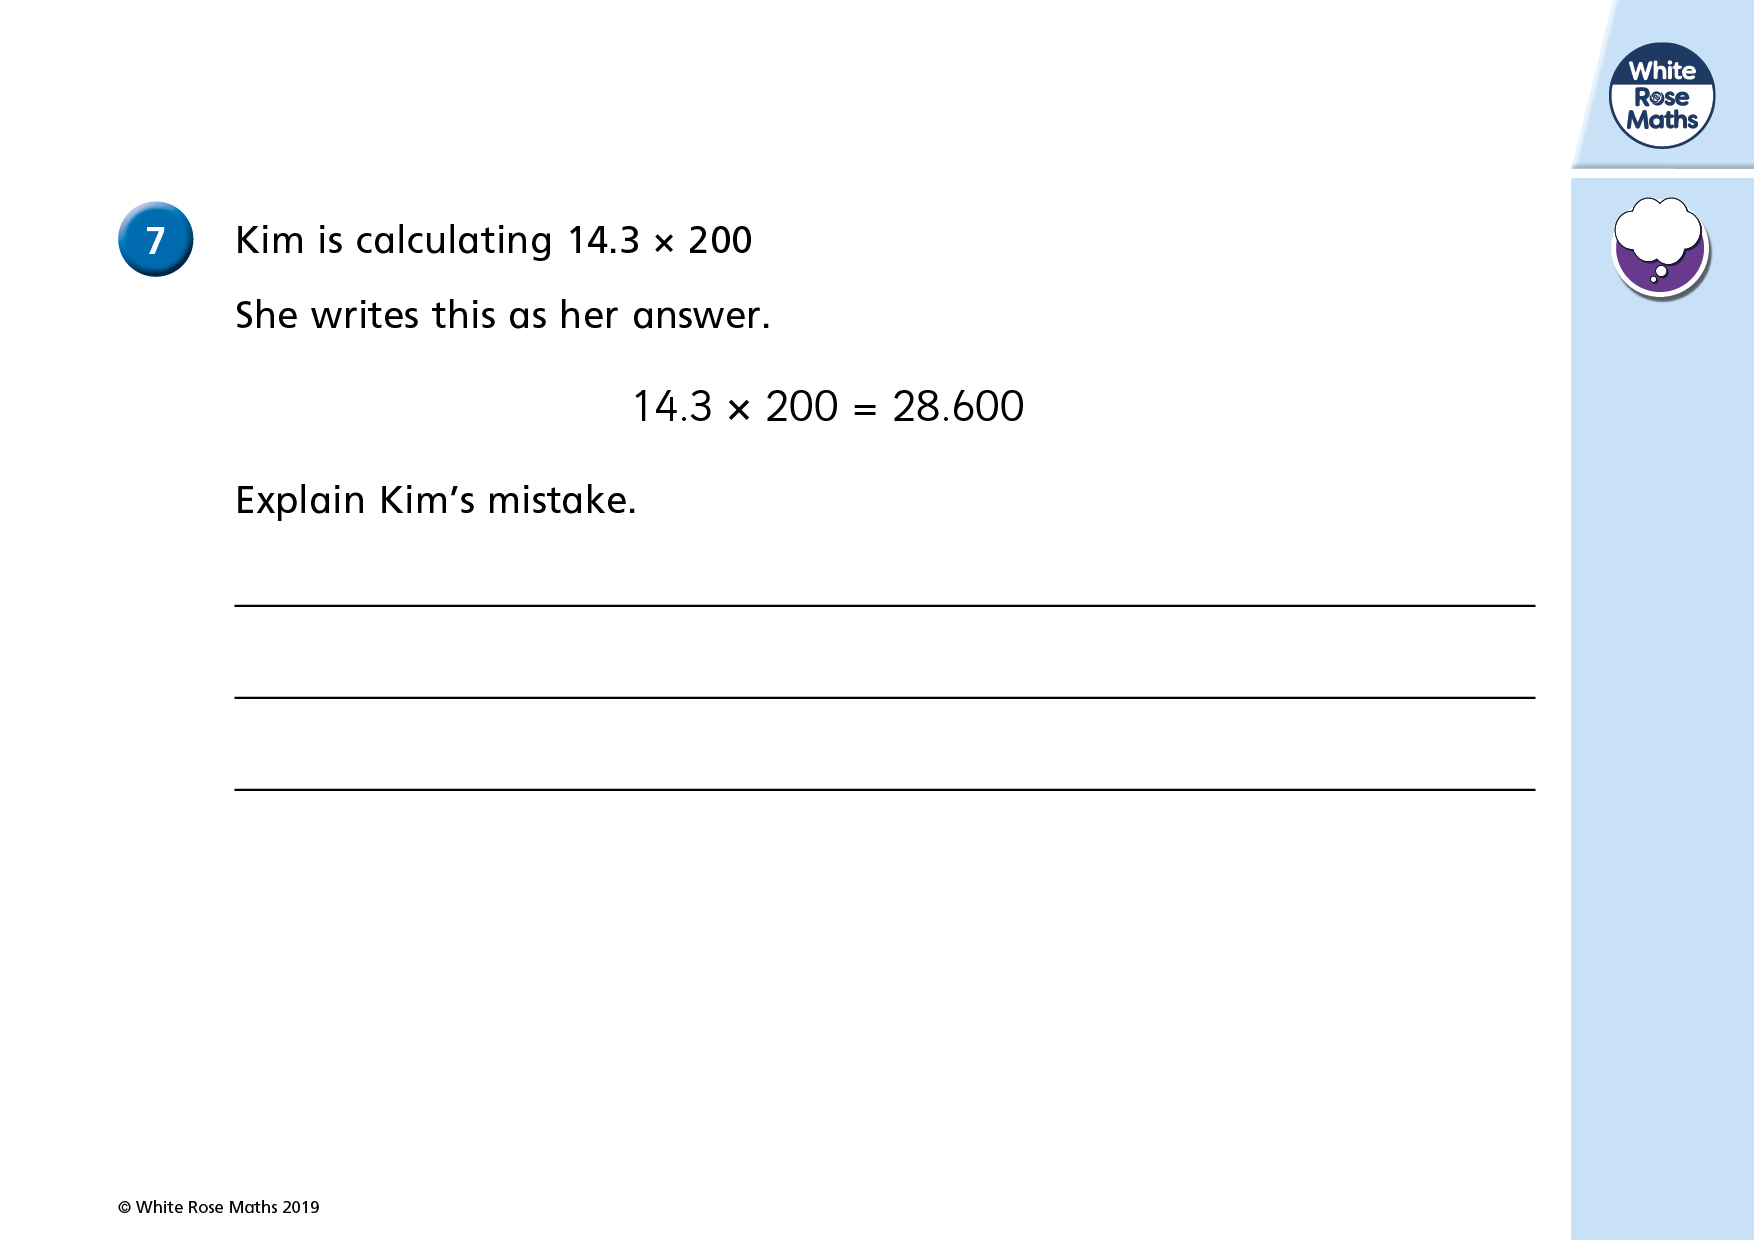 White
Rose
Maths
7
Kim is calculating 14.3 × 200
She writes this as her answer.
14.3 × 200 = 28.600
Explain Kim’s mistake.
© White Rose Maths 2019